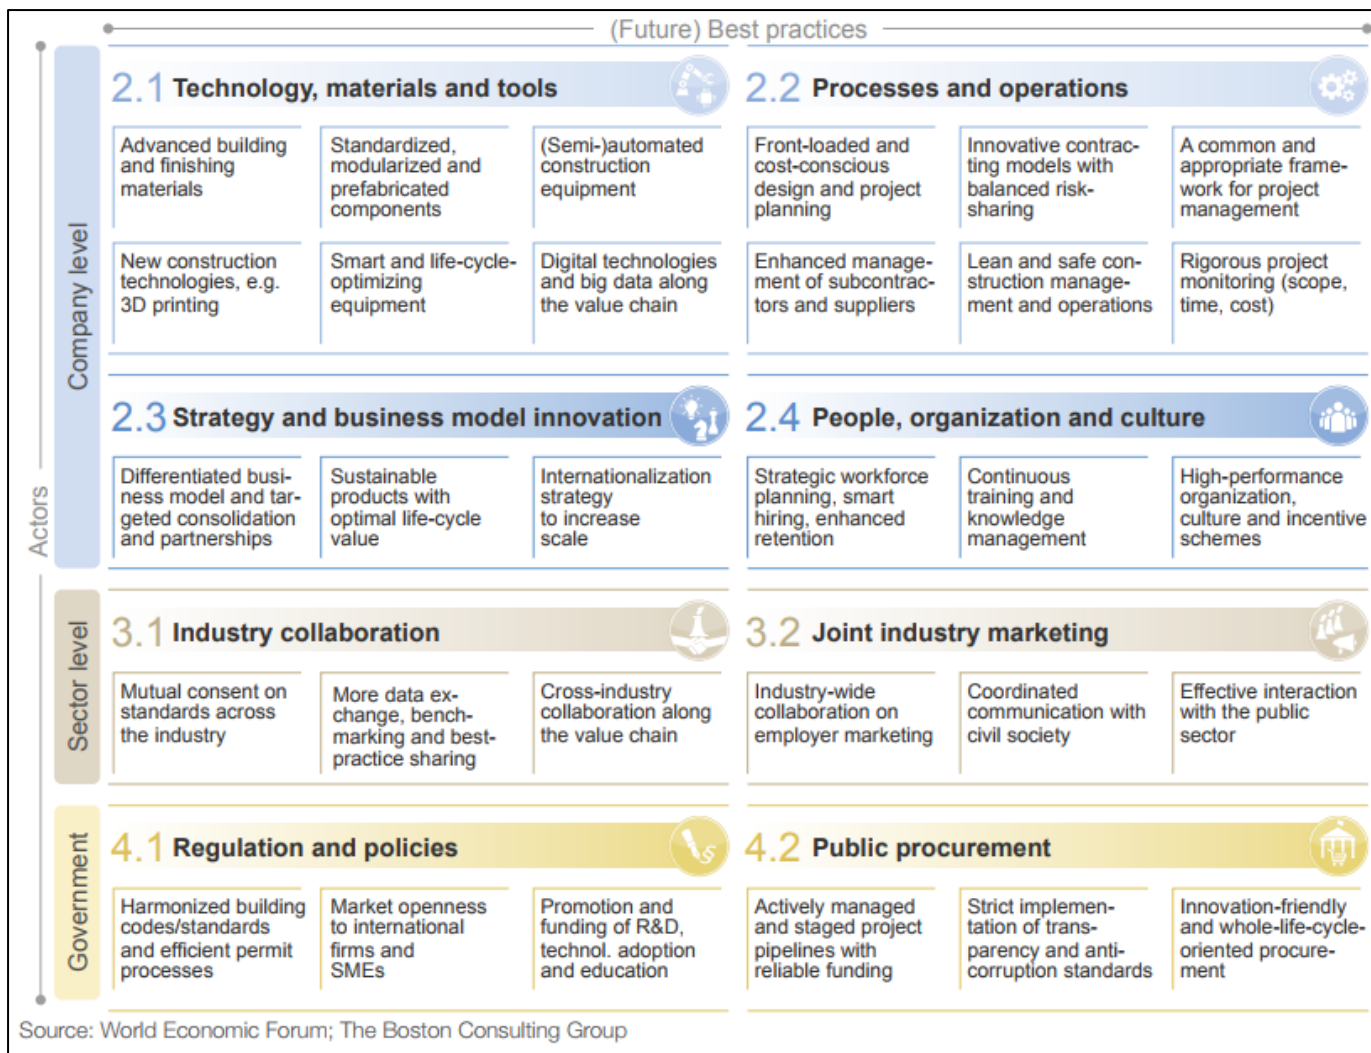 (Future) Best practices
Actors
Company level
2.1 Technology, materials and tools
Advanced building
and finishing
materials
Standardized,
modularized and
prefabricated
components
(Semi-)automated
construction
equipment
New construction
technologies, e.g.
3D printing
Smart and life-cycle-
optimizing
equipment
Digital technologies
and big data along
the value chain
2.2 Processes and operations
Front-loaded and
cost-conscious
design and project
planning
Innovative contrac-
ting models with
balanced risk-
sharing
A common and
appropriate frame-
work for project
management
Enhanced manage-
ment of subcontrac-
tors and suppliers
Lean and safe con-
struction manage-
ment and operations
Rigorous project
monitoring (scope,
time, cost)
2.3 Strategy and business model innovation
Differentiated busi-
ness model and tar-
geted consolidation
and partnerships
Sustainable
products with
optimal life-cycle
value
Internationalization
strategy
to increase
scale
2.4 People, organization and culture
Strategic workforce
planning, smart
hiring, enhanced
retention
Continuous
training and
knowledge
management
High-performance
organization,
culture and incentive
schemes
Sector level
3.1 Industry collaboration
Mutual consent on
standards across
the industry
More data ex-
change, bench-
marking and best-
practice sharing
Cross-industry
collaboration along
the value chain
3.2 Joint industry marketing
Industry-wide
collaboration on
employer marketing
Coordinated
communication with
civil society
Effective interaction
with the public
sector
Government
4.1 Regulation and policies
Harmonized building
codes/standards
and efficient permit
processes
Market openness
to international
firms and
SMEs
Promotion and
funding of R&D,
technol. adoption
and education
4.2 Public procurement
Actively managed
and staged project
pipelines with
reliable funding
Strict implemen-
tation of trans-
parency and anti-
corruption standards
Innovation-friendly
and whole-life-cycle-
oriented procure-
ment
Source: World Economic Forum; The Boston Consulting Group